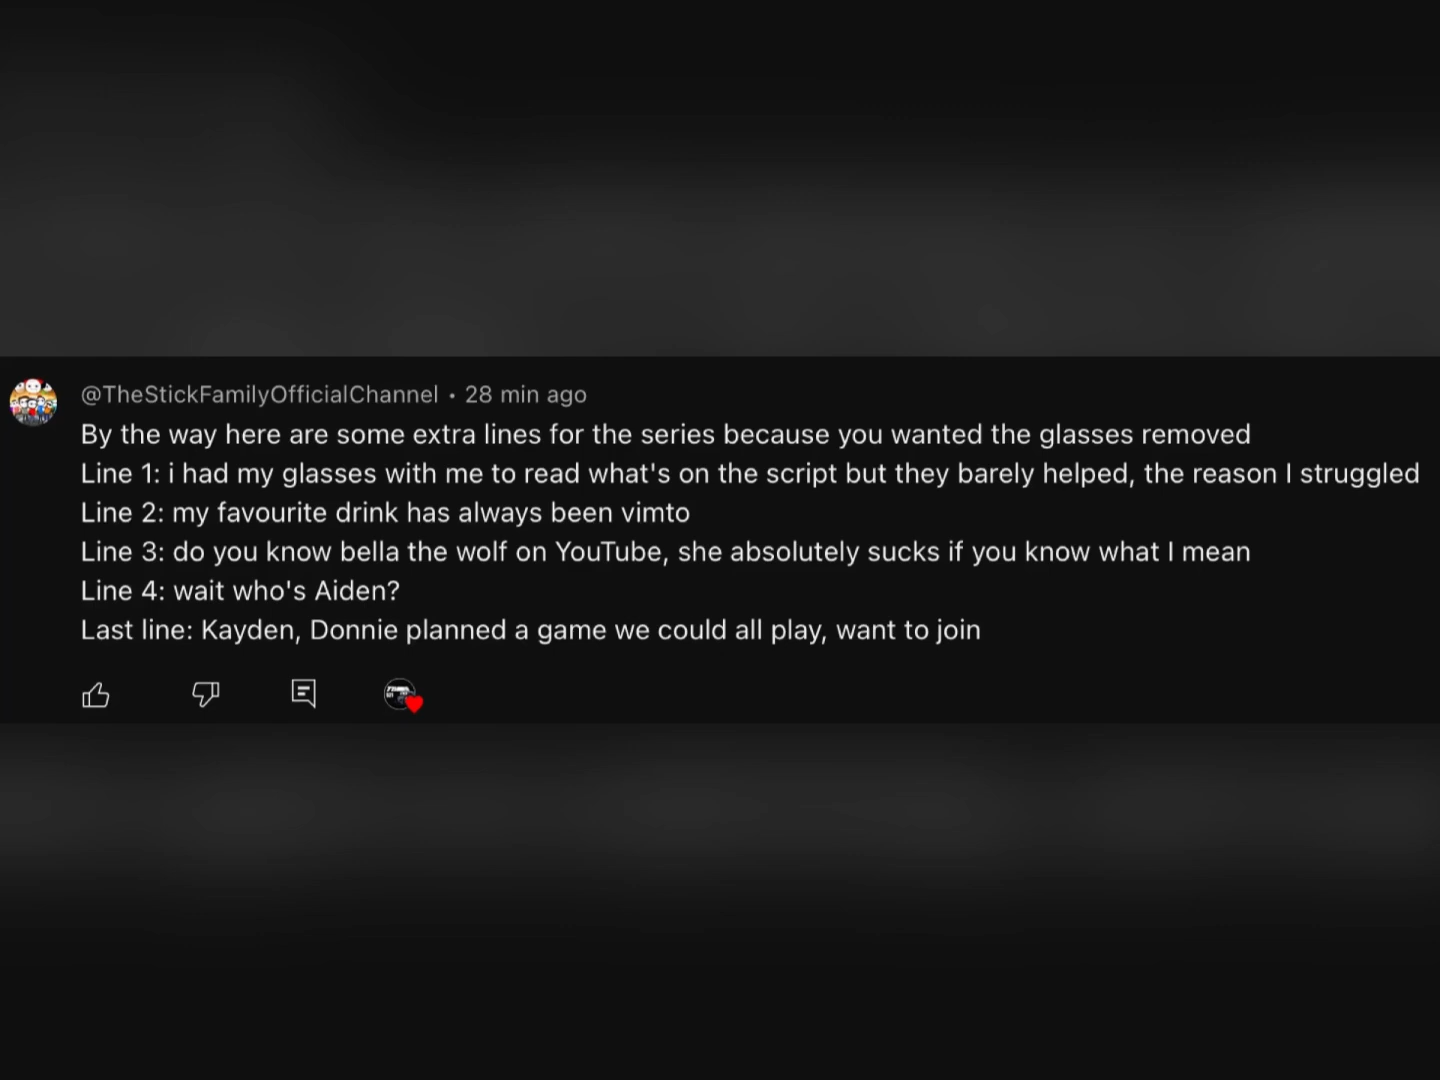 @TheStickFamilyOfficialChannel • 28 min ago
By the way here are some extra lines for the series because you wanted the glasses removed
Line 1: i had my glasses with me to read what's on the script but they barely helped, the reason I struggled
Line 2: my favourite drink has always been vimto
Line 3: do you know bella the wolf on YouTube, she absolutely sucks if you know what I mean
Line 4: wait who's Aiden?
Last line: Kayden, Donnie planned a game we could all play, want to join